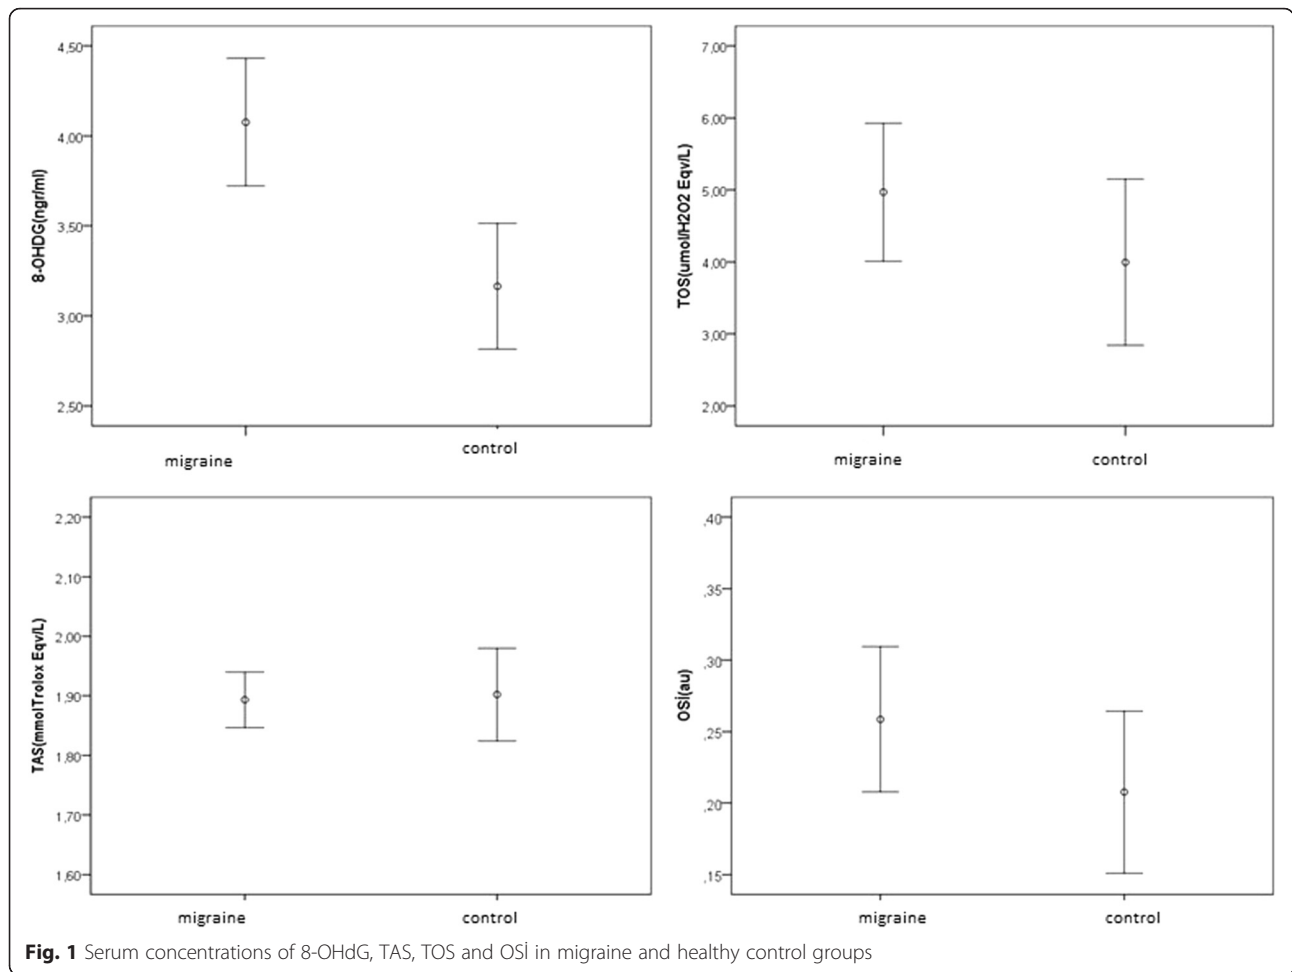 4,50
4,00
3,50
3,00
2,50
8-OHDG(ngr/ml)
migraine
control
7,00
6,00
5,00
4,00
3,00
2,00
TOS(umol/H2O2 Eqv/L)
migraine
control
2,20
2,10
2,00
1,90
1,80
1,70
1,60
TAS(mmolTrolox Eqv/L)
migraine
control
,40
,35
,30
,25
,20
,15
OSİ(au)
migraine
control
Fig. 1 Serum concentrations of 8-OHdG, TAS, TOS and OSİ in migraine and healthy control groups